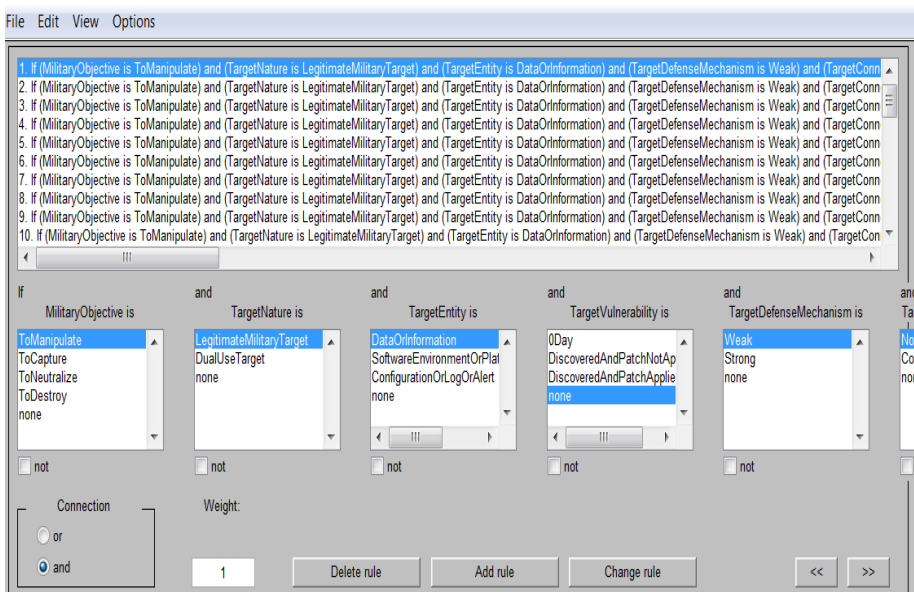 File Edit View Options
1. If (MilitaryObjective is ToManipulate) and (TargetNature is LegitimateMilitaryTarget) and (TargetEntity is DataOrInformation) and (TargetDefenseMechanism is Weak) and (TargetConn
2. If (MilitaryObjective is ToManipulate) and (TargetNature is LegitimateMilitaryTarget) and (TargetEntity is DataOrInformation) and (TargetDefenseMechanism is Weak) and (TargetConn
3. If (MilitaryObjective is ToManipulate) and (TargetNature is LegitimateMilitaryTarget) and (TargetEntity is DataOrInformation) and (TargetDefenseMechanism is Weak) and (TargetConn
4. If (MilitaryObjective is ToManipulate) and (TargetNature is LegitimateMilitaryTarget) and (TargetEntity is DataOrInformation) and (TargetDefenseMechanism is Weak) and (TargetConn
5. If (MilitaryObjective is ToManipulate) and (TargetNature is LegitimateMilitaryTarget) and (TargetEntity is DataOrInformation) and (TargetDefenseMechanism is Weak) and (TargetConn
6. If (MilitaryObjective is ToManipulate) and (TargetNature is LegitimateMilitaryTarget) and (TargetEntity is DataOrInformation) and (TargetDefenseMechanism is Weak) and (TargetConn
7. If (MilitaryObjective is ToManipulate) and (TargetNature is LegitimateMilitaryTarget) and (TargetEntity is DataOrInformation) and (TargetDefenseMechanism is Weak) and (TargetConn
8. If (MilitaryObjective is ToManipulate) and (TargetNature is LegitimateMilitaryTarget) and (TargetEntity is DataOrInformation) and (TargetDefenseMechanism is Weak) and (TargetConn
9. If (MilitaryObjective is ToManipulate) and (TargetNature is LegitimateMilitaryTarget) and (TargetEntity is DataOrInformation) and (TargetDefenseMechanism is Weak) and (TargetConn
10. If (MilitaryObjective is ToManipulate) and (TargetNature is LegitimateMilitaryTarget) and (TargetEntity is DataOrInformation) and (TargetDefenseMechanism is Weak) and (TargetCon
If and and and and and
MilitaryObjective is TargetNature is TargetEntity is TargetVulnerability is TargetDefenseMechanism is Ta
ToManipulate LegitimateMilitaryTarget DataOrInformation 0Day Weak No
ToCapture DualUseTarget SoftwareEnvironmentOrPlat DiscoveredAndPatchNotAp Strong Co
ToNeutralize none ConfigurationOrLogOrAlert DiscoveredAndPatchApplie none no
ToDestroy none none
none
not not not not not
Connection Weight:
or
and 1 Delete rule Add rule Change rule << >>